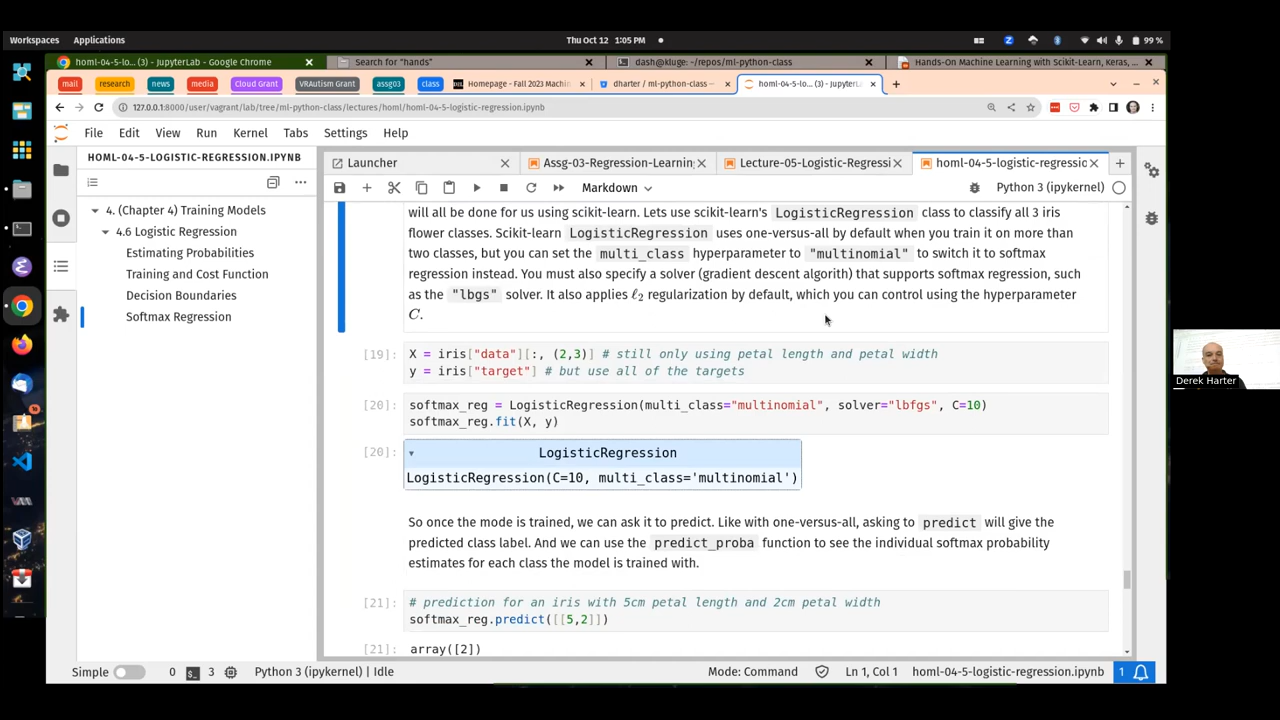 Workspaces Applications Thu Oct 12 1:05 PM 99 %
homl-04-5-lo... (3) - JupyterLab - Google Chrome Search for "hands" dash@kluge: ~/repos/ml-python-class Hands-On Machine Learning with Scikit-Learn, Keras, ...
mail research news media Cloud Grant VRAutism Grant assg03 class Homepage - Fall 2023 Machin dharter / ml-python-class — homl-04-5-lo... (3) - JupyterLa
127.0.0.1:8000/user/vagrant/lab/tree/ml-python-class/lectures/homl/homl-04-5-logistic-regression.ipynb
File Edit View Run Kernel Tabs Settings Help
HOML-04-5-LOGISTIC-REGRESSION.IPYNB
4. (Chapter 4) Training Models
4.6 Logistic Regression
Estimating Probabilities
Training and Cost Function
Decision Boundaries
Softmax Regression
Launcher Assg-03-Regression-Learnin Lecture-05-Logistic-Regressi homl-04-5-logistic-regressic
Markdown Python 3 (ipykernel)
will all be done for us using scikit-learn. Lets use scikit-learn's LogisticRegression class to classify all 3 iris
flower classes. Scikit-learn LogisticRegression uses one-versus-all by default when you train it on more than
two classes, but you can set the multi_class hyperparameter to "multinomial" to switch it to softmax
regression instead. You must also specify a solver (gradient descent algorith) that supports softmax regression, such
as the "lbgs" solver. It also applies ℓ2 regularization by default, which you can control using the hyperparameter
C.
[19]: X = iris["data"][:, (2,3)] # still only using petal length and petal width
y = iris["target"] # but use all of the targets
[20]: softmax_reg = LogisticRegression(multi_class="multinomial", solver="lbfgs", C=10)
softmax_reg.fit(X, y)
[20]: LogisticRegression
LogisticRegression(C=10, multi_class='multinomial')
So once the mode is trained, we can ask it to predict. Like with one-versus-all, asking to predict will give the
predicted class label. And we can use the predict_proba function to see the individual softmax probability
estimates for each class the model is trained with.
[21]: # prediction for an iris with 5cm petal length and 2cm petal width
softmax_reg.predict([[5,2]])
[21]: array([2])
Simple 0 3 Python 3 (ipykernel) | Idle Mode: Command Ln 1, Col 1 homl-04-5-logistic-regression.ipynb 1
Derek Harter